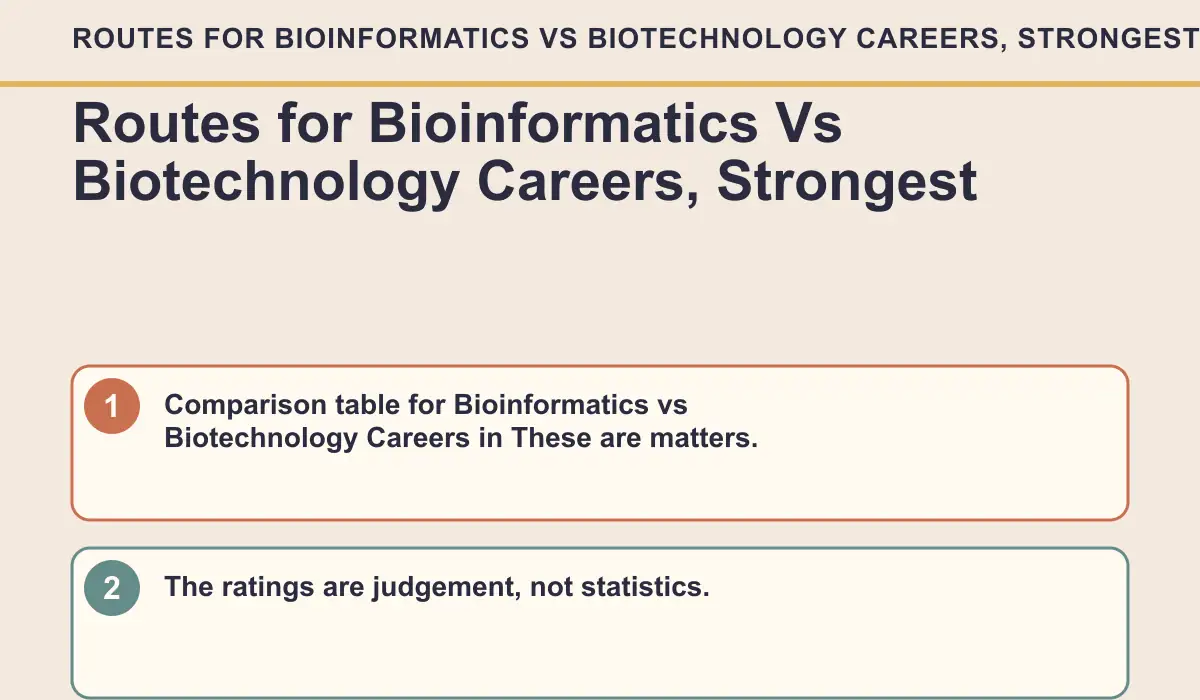 ROUTES FOR BIOINFORMATICS VS BIOTECHNOLOGY CAREERS, STRONGEST
Routes for Bioinformatics Vs
Biotechnology Careers, Strongest
1
Comparison table for Bioinformatics vs
Biotechnology Careers in These are matters.
2
The ratings are judgement, not statistics.